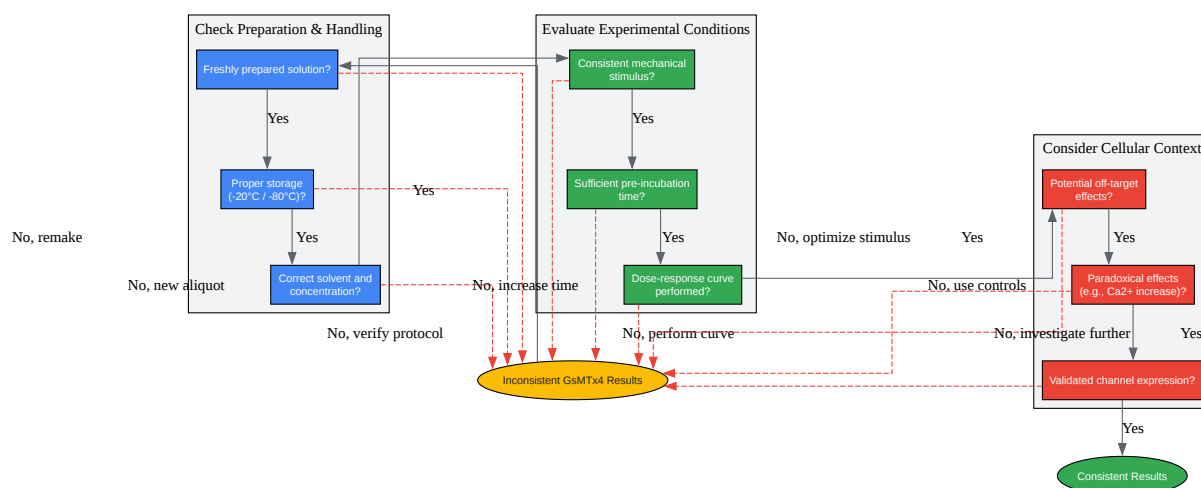 Check Preparation & Handling
Evaluate Experimental Conditions
Freshly prepared solution?
Consistent mechanical
stimulus?
Yes
Yes
Consider Cellular Context
Proper storage
(-20°C / -80°C)?
Yes
Sufficient pre-incubation
time?
Potential off-target
effects?
No, remake
Yes
Yes
No, optimize stimulus
Yes
Yes
No, new aliquot
Correct solvent and
concentration?
No, increase time
Dose-response curve
performed?
No, use controls
Paradoxical effects
(e.g., Ca2+ increase)?
No, verify protocol
No, perform curve
No, investigate further
Yes
Inconsistent GsMTx4 Results
Validated channel expression?
Yes
Consistent Results